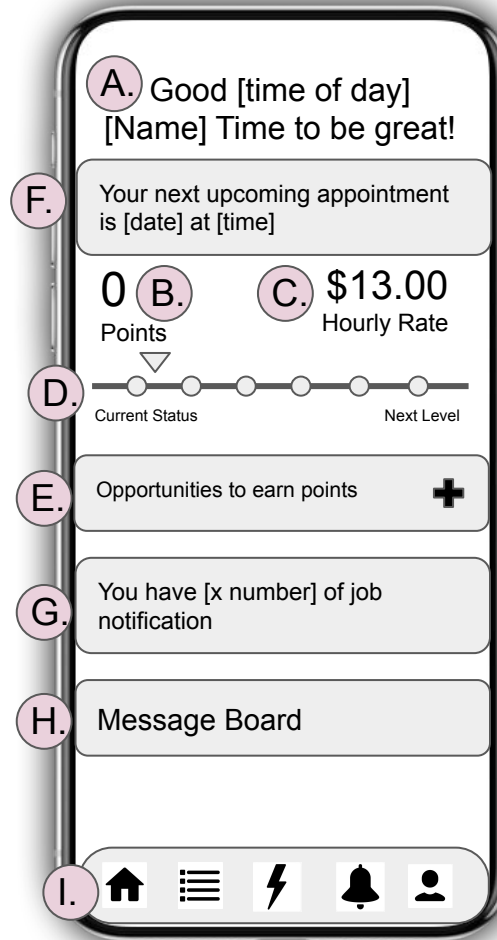 A. Good [time of day]
[Name] Time to be great!
F. Your next upcoming appointment
is [date] at [time]
0 B. C. $13.00
Points Hourly Rate
D.
Current Status Next Level
E. Opportunities to earn points
G. You have [x number] of job
notification
H. Message Board
I.